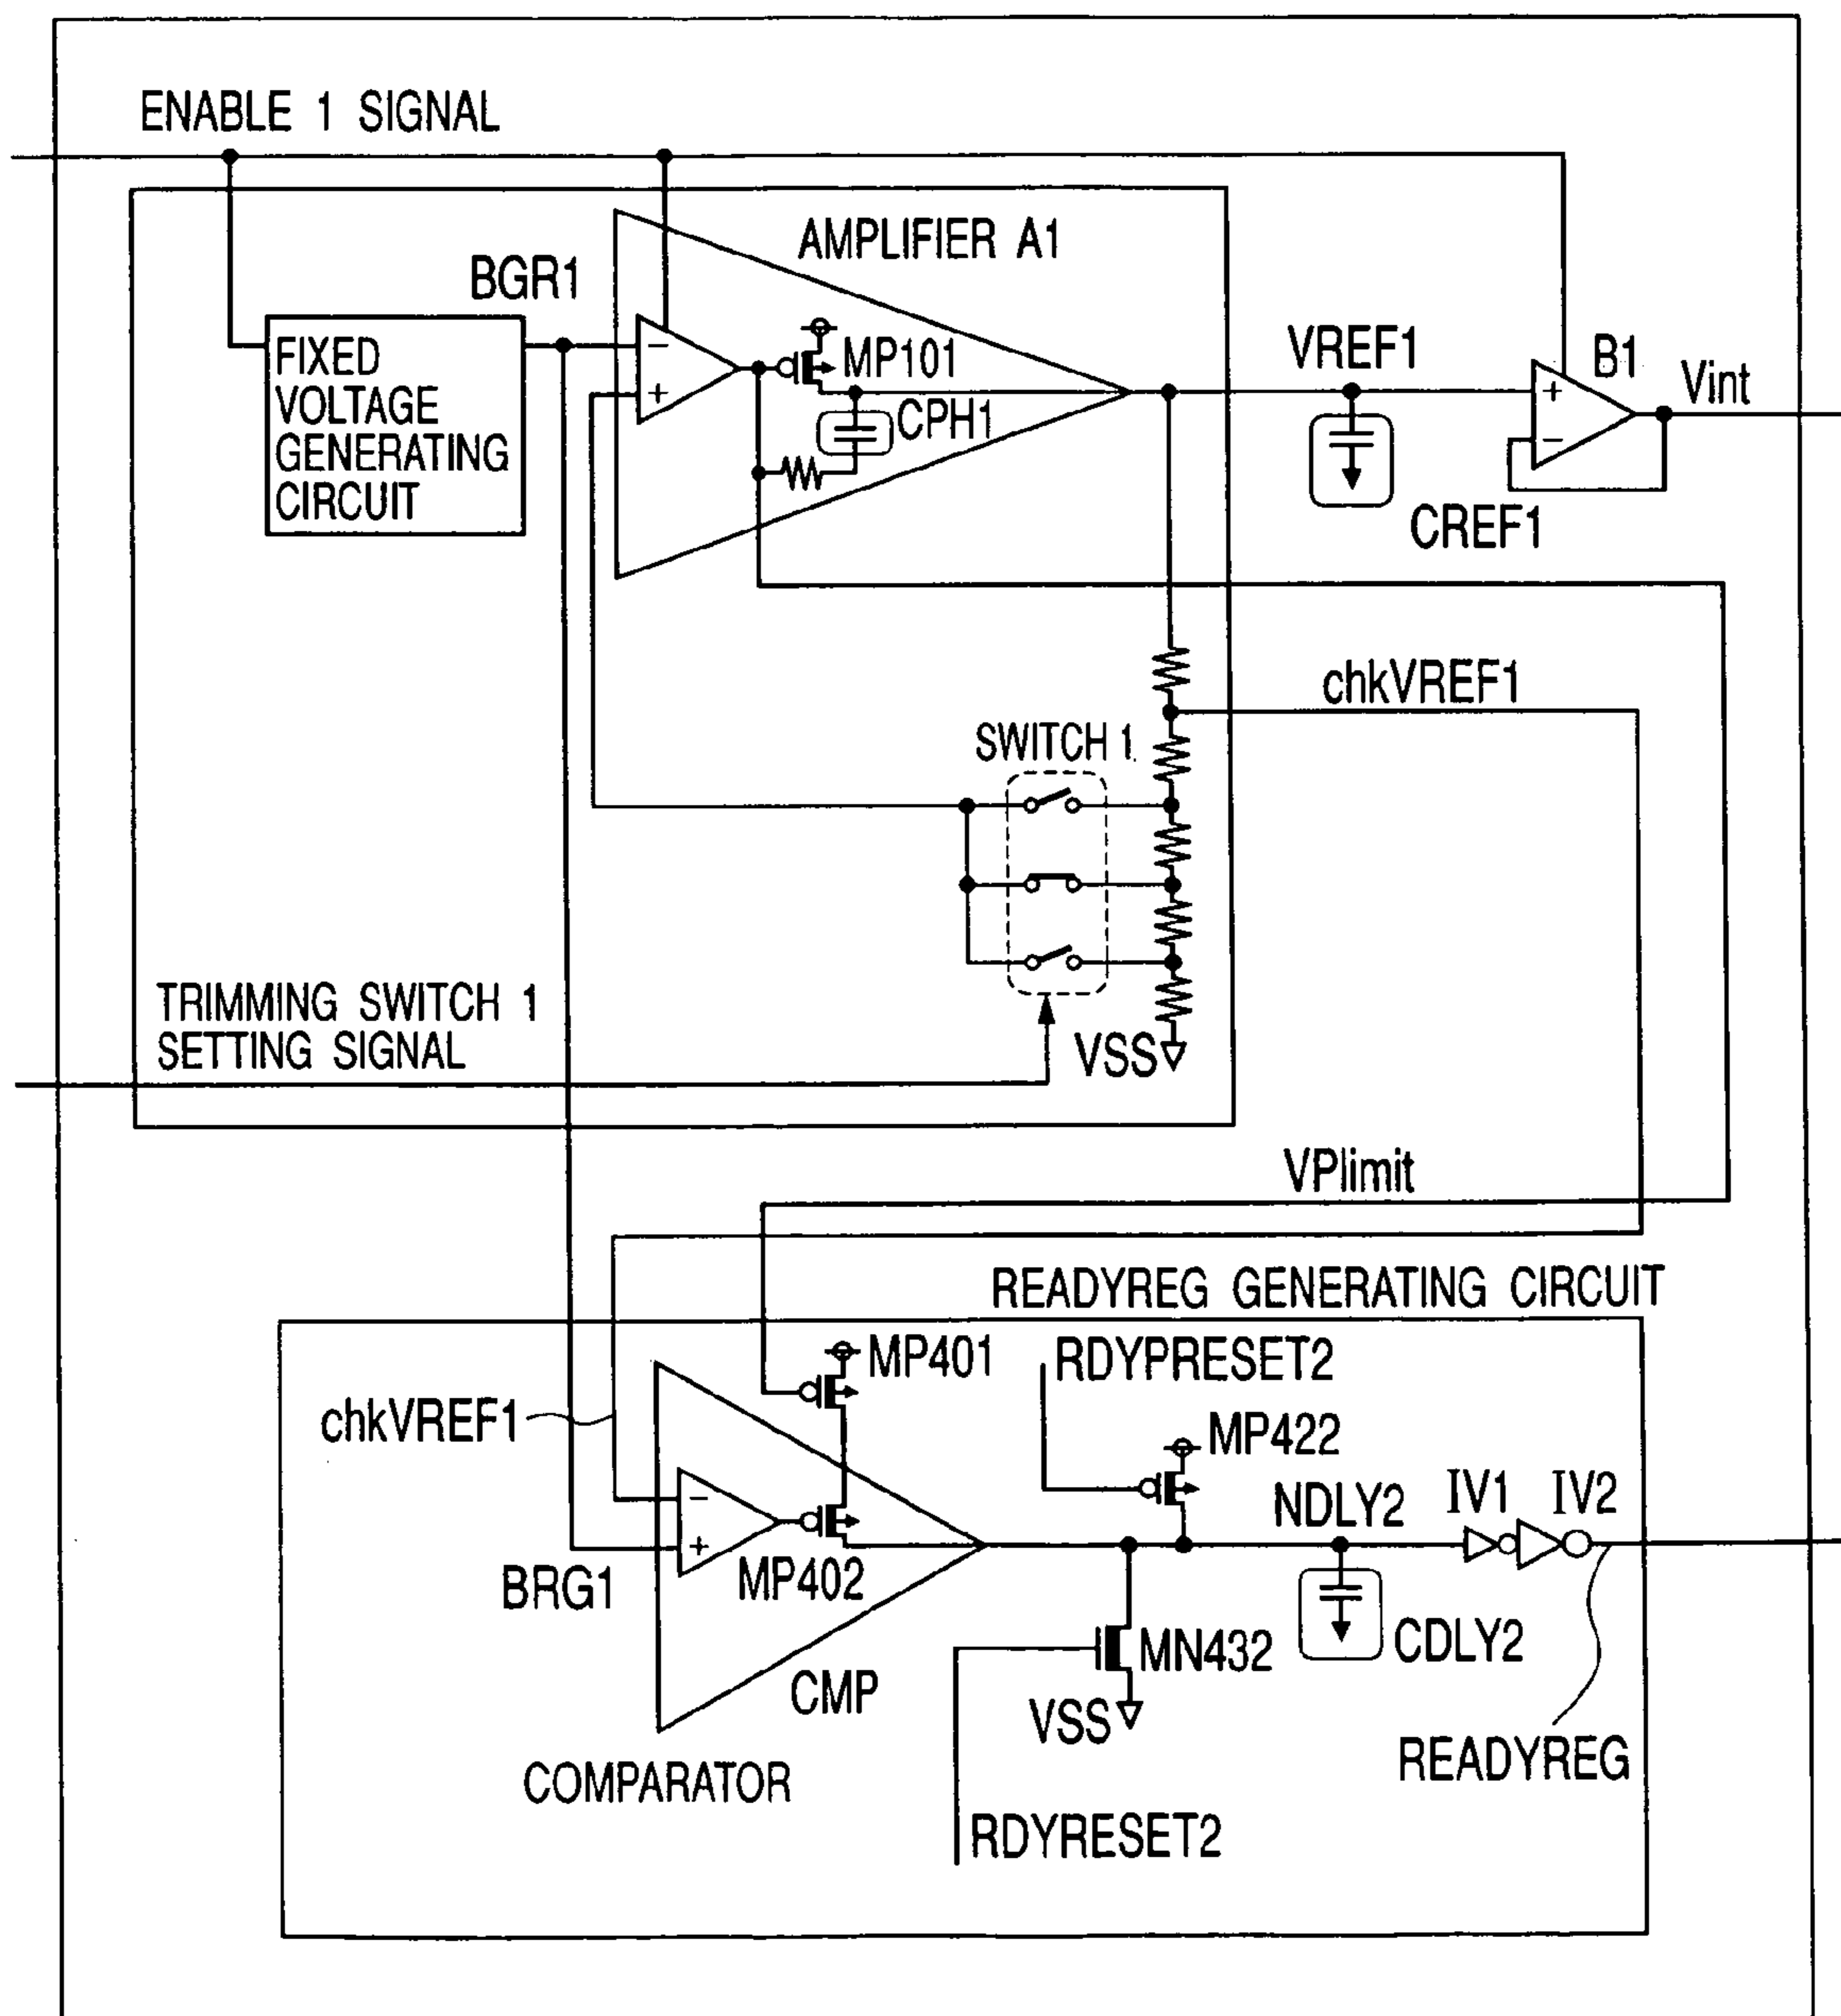 ENABLE 1 SIGNAL
AMPLIFIER A1
BGR1
FIXED
VOLTAGE
GENERATING
CIRCUIT
−
+
MP101
CPH1
VREF1
CREF1
B1
+
−
Vint
chkVREF1
SWITCH 1
TRIMMING SWITCH 1
SETTING SIGNAL
VSS
VPlimit
READYREG GENERATING CIRCUIT
MP401
RDYPRESET2
chkVREF1
MP422
−
+
NDLY2
IV1
IV2
BRG1
MP402
MN432
CDLY2
CMP
VSS
READYREG
COMPARATOR
RDYRESET2